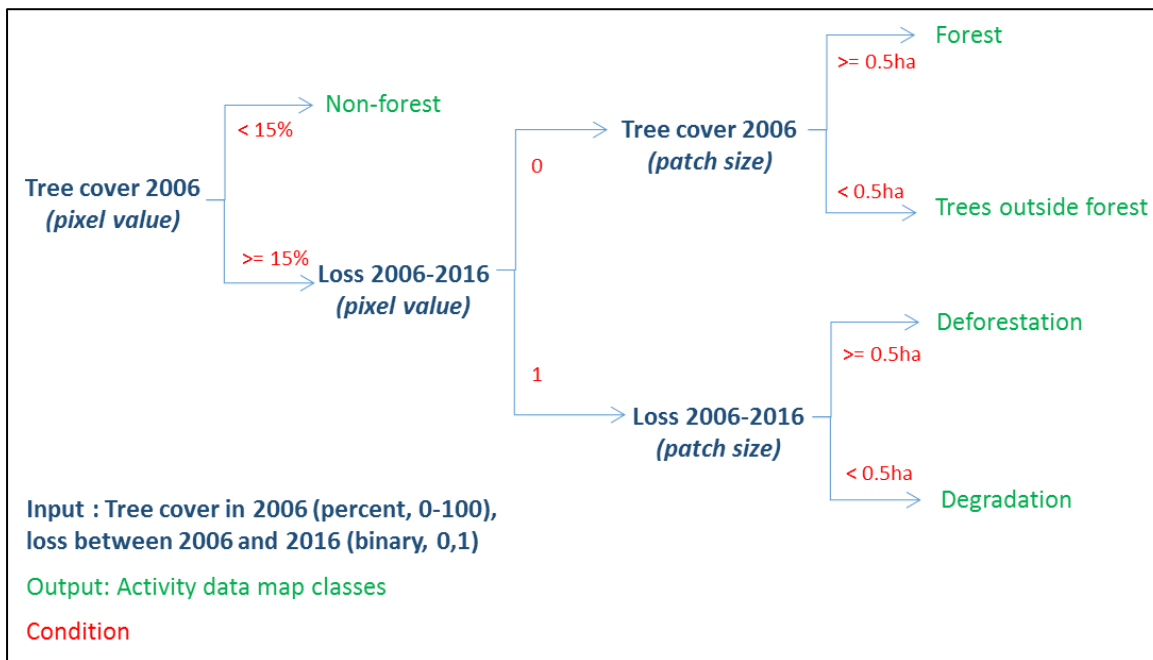 Forest
>= 0.5ha
Non-forest
< 15%
Tree cover 2006
(patch size)
0
Tree cover 2006
(pixel value)
< 0.5ha
Trees outside forest
>= 15%
Loss 2006-2016
(pixel value)
Deforestation
>= 0.5ha
1
Loss 2006-2016
(patch size)
< 0.5ha
Degradation
Input : Tree cover in 2006 (percent, 0-100),
loss between 2006 and 2016 (binary, 0,1)
Output: Activity data map classes
Condition